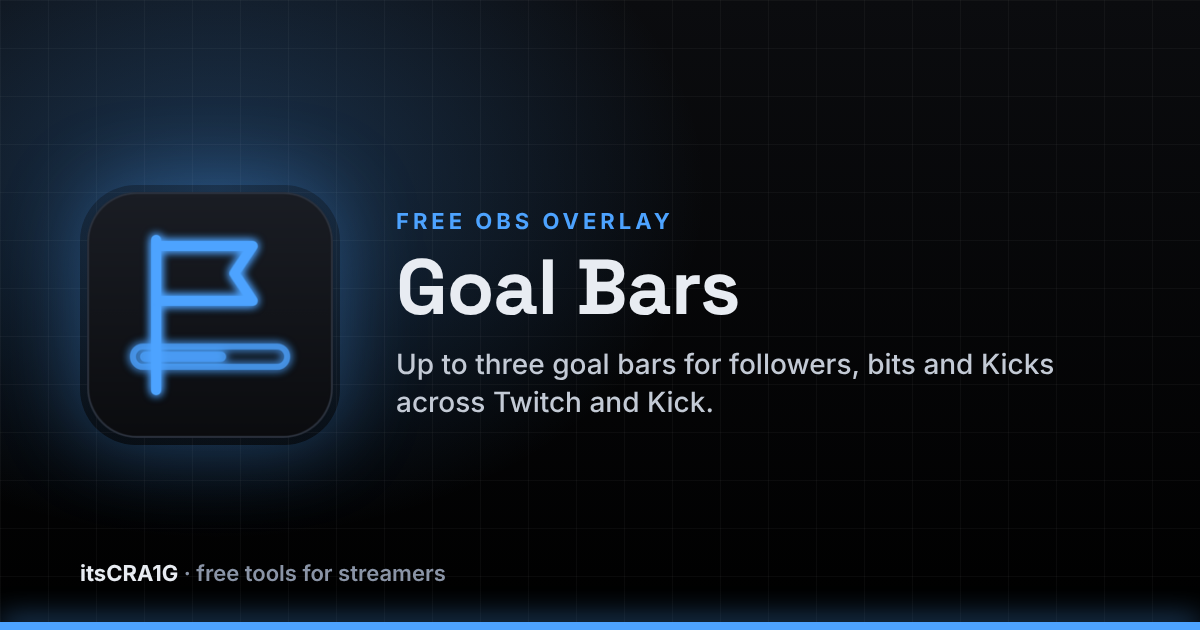 FREE OBS OVERLAY
Goal Bars
Up to three goal bars for followers, bits and Kicks
across Twitch and Kick.
itsCRA1G · free tools for streamers